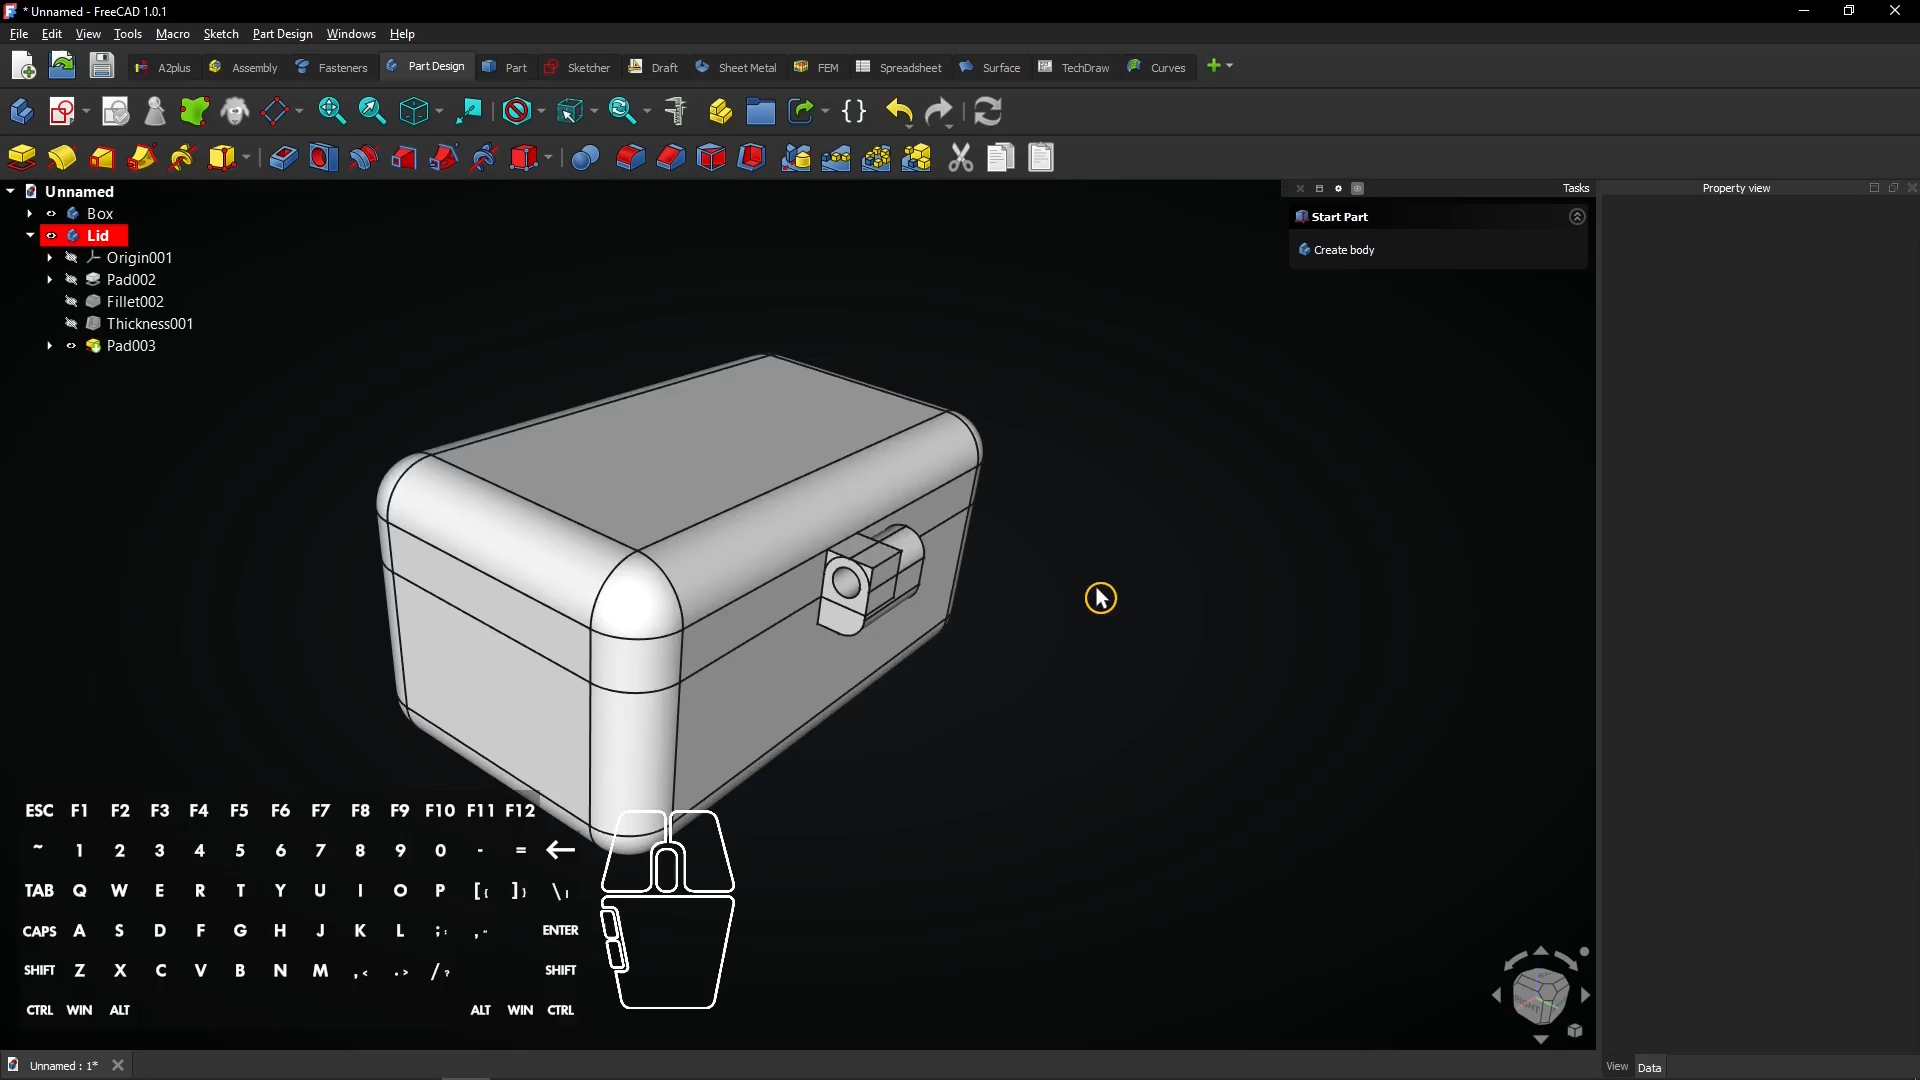 * Unnamed - FreeCAD 1.0.1
File Edit View Tools Macro Sketch Part Design Windows Help
A2plus Assembly Fasteners Part Design Part Sketcher Draft Sheet Metal FEM Spreadsheet Surface TechDraw Curves
Unnamed
Box
Lid
Origin001
Pad002
Fillet002
Thickness001
Pad003
Tasks
Start Part
Create body
Property view
ESC F1 F2 F3 F4 F5 F6 F7 F8 F9 F10 F11 F12
~ 1 2 3 4 5 6 7 8 9 0 - = ←
TAB Q W E R T Y U I O P [{ ]} \|
CAPS A S D F G H J K L ;: ," ENTER
SHIFT Z X C V B N M ,< .> /? SHIFT
CTRL WIN ALT ALT WIN CTRL
RIGHT
Unnamed : 1*
View Data